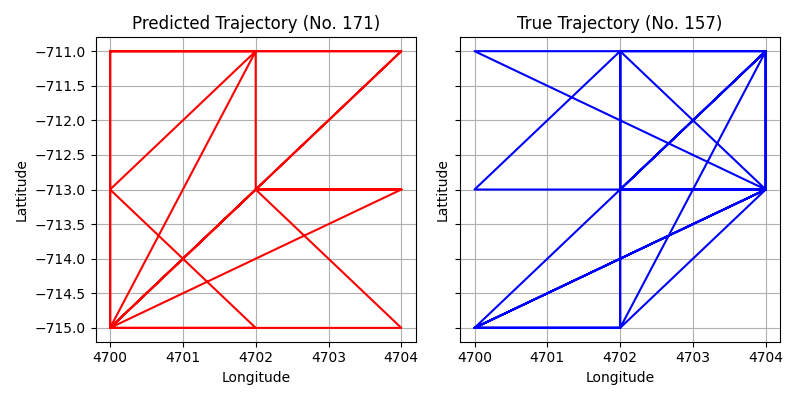 Predicted Trajectory (No. 171)
−711.0
−711.5
−712.0
−712.5
−713.0
−713.5
−714.0
−714.5
−715.0
Lattitude
4700 4701 4702 4703 4704
Longitude
True Trajectory (No. 157)
Lattitude
4700 4701 4702 4703 4704
Longitude